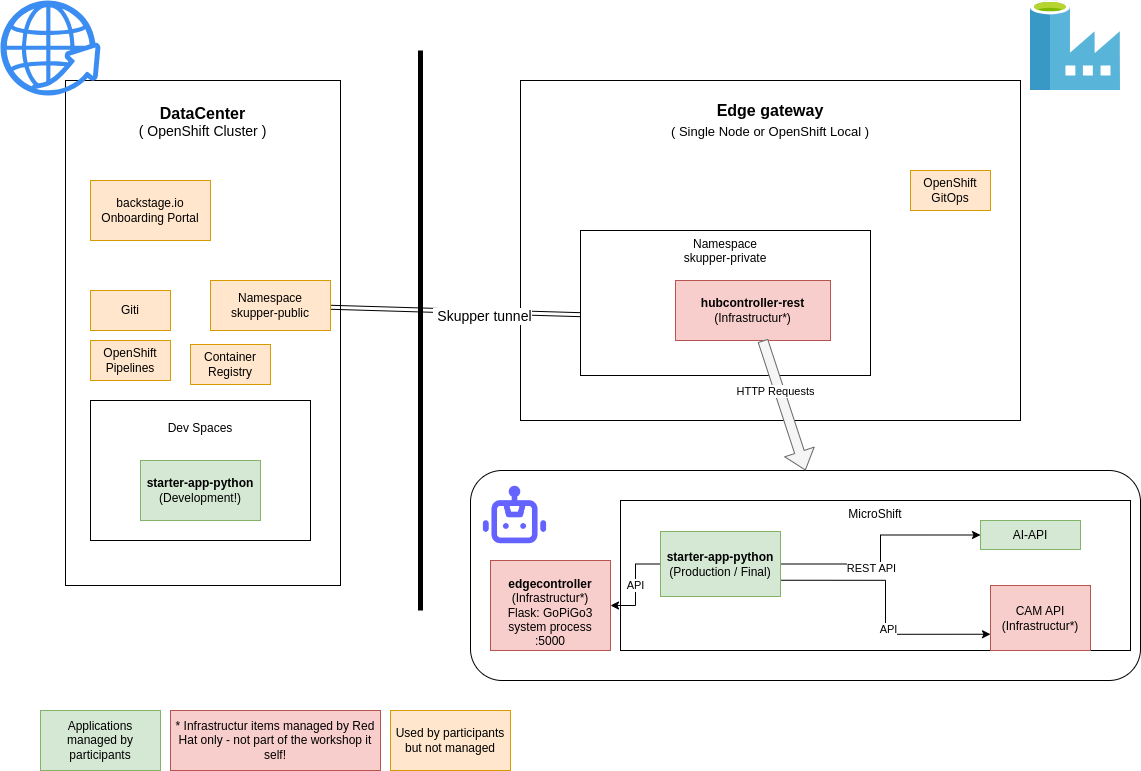 DataCenter
( OpenShift Cluster )
backstage.io
Onboarding Portal
Giti
Namespace
skupper-public
OpenShift
Pipelines
Container
Registry
Dev Spaces
starter-app-python
(Development!)
Skupper tunnel
Edge gateway
( Single Node or OpenShift Local )
OpenShift
GitOps
Namespace
skupper-private
hubcontroller-rest
(Infrastructur*)
HTTP Requests
MicroShift
edgecontroller
(Infrastructur*)
Flask: GoPiGo3
system process
:5000
API
starter-app-python
(Production / Final)
REST API
API
AI-API
CAM API
(Infrastructur*)
Applications
managed by
participants
* Infrastructur items managed by Red
Hat only - not part of the workshop it
self!
Used by participants
but not managed